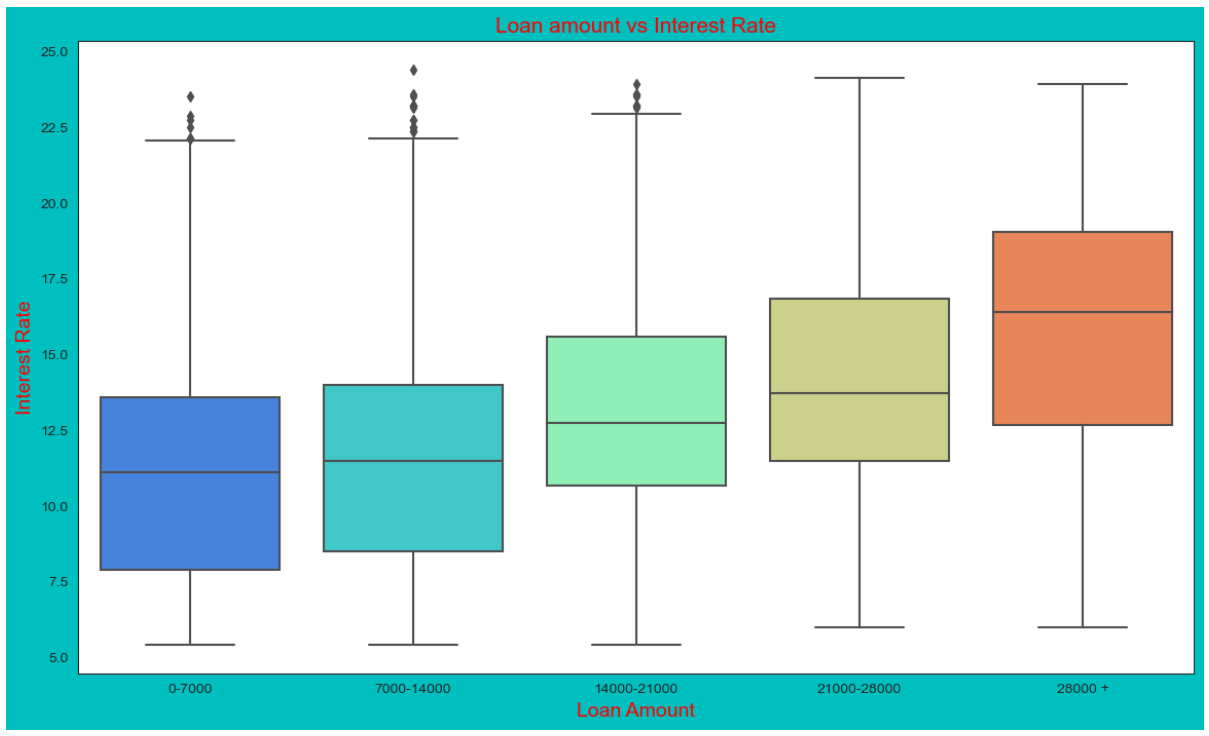 Loan amount vs Interest Rate
25.0
22.5
20.0
17.5
15.0
12.5
10.0
7.5
5.0
Interest Rate
0-7000 7000-14000 14000-21000 21000-28000 28000 +
Loan Amount